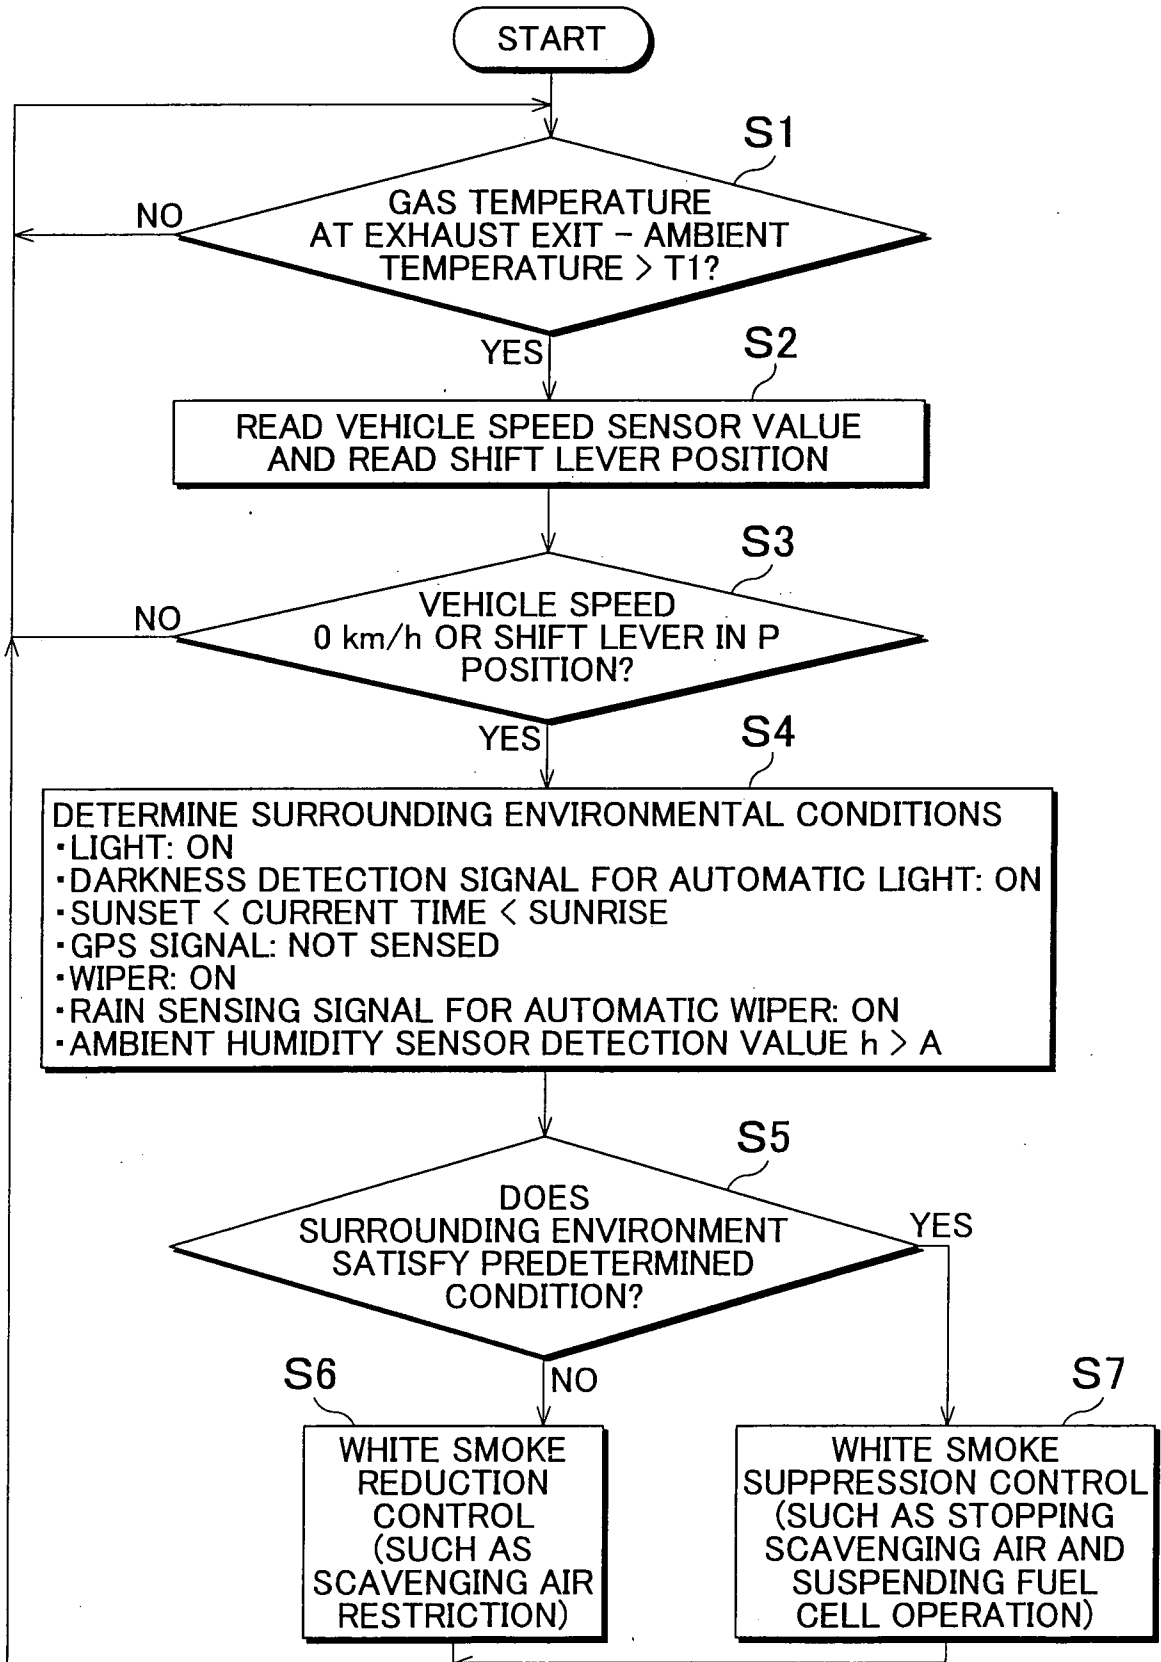 START
S1
GAS TEMPERATURE
AT EXHAUST EXIT – AMBIENT
TEMPERATURE > T1?
NO
YES
S2
READ VEHICLE SPEED SENSOR VALUE
AND READ SHIFT LEVER POSITION
S3
VEHICLE SPEED
0 km/h OR SHIFT LEVER IN P
POSITION?
NO
YES
S4
DETERMINE SURROUNDING ENVIRONMENTAL CONDITIONS
・LIGHT: ON
・DARKNESS DETECTION SIGNAL FOR AUTOMATIC LIGHT: ON
・SUNSET < CURRENT TIME < SUNRISE
・GPS SIGNAL: NOT SENSED
・WIPER: ON
・RAIN SENSING SIGNAL FOR AUTOMATIC WIPER: ON
・AMBIENT HUMIDITY SENSOR DETECTION VALUE h > A
S5
DOES
SURROUNDING ENVIRONMENT
SATISFY PREDETERMINED
CONDITION?
YES
NO
S6
WHITE SMOKE
REDUCTION
CONTROL
(SUCH AS
SCAVENGING AIR
RESTRICTION)
S7
WHITE SMOKE
SUPPRESSION CONTROL
(SUCH AS STOPPING
SCAVENGING AIR AND
SUSPENDING FUEL
CELL OPERATION)